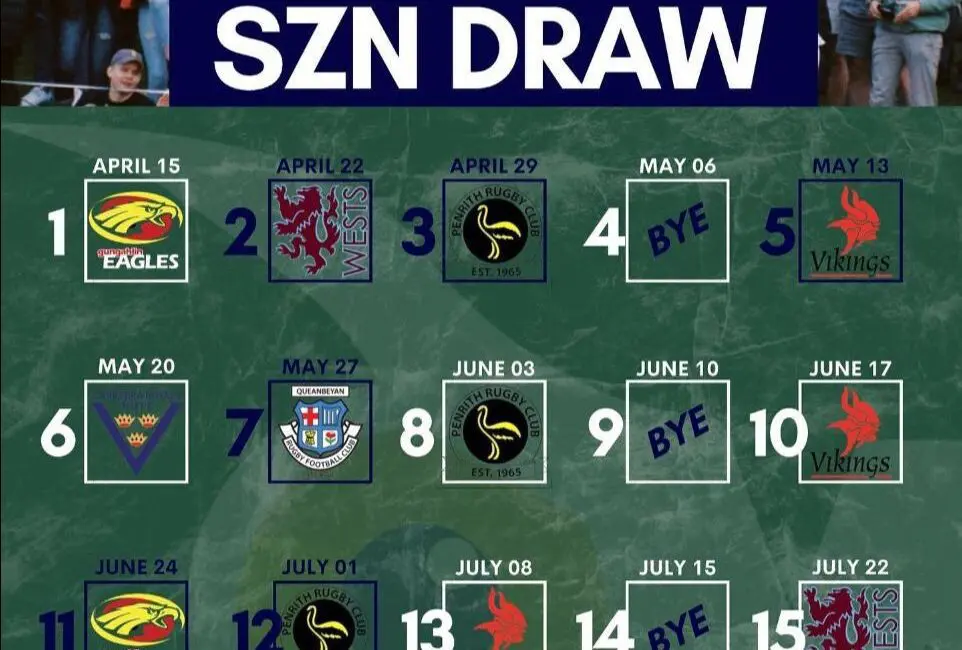 SZN DRAW
APRIL 15
APRIL 22
APRIL 29
MAY 06
MAY 13
1
gungahlin
EAGLES
2
WESTS
3
PENRITH RUGBY CLUB
EST. 1965
4
BYE
5
Vikings
MAY 20
MAY 27
JUNE 03
JUNE 10
JUNE 17
6
7
QUEANBEYAN
RUGBY FOOTBALL CLUB
8
PENRITH RUGBY CLUB
EST. 1965
9
BYE
10
Vikings
JUNE 24
JULY 01
JULY 08
JULY 15
JULY 22
11
12
PENRITH RUGBY CLUB
13
14
BYE
15
ESTS